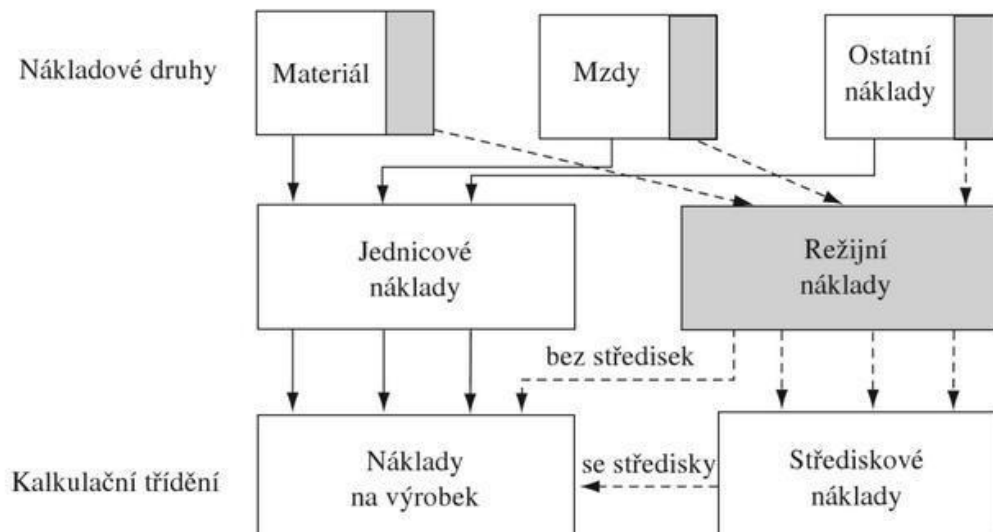 Nákladové druhy
Materiál
Mzdy
Ostatní
náklady
Jednicové
náklady
Režijní
náklady
bez středisek
Kalkulační třídění
Náklady
na výrobek
se středisky
Střediskové
náklady